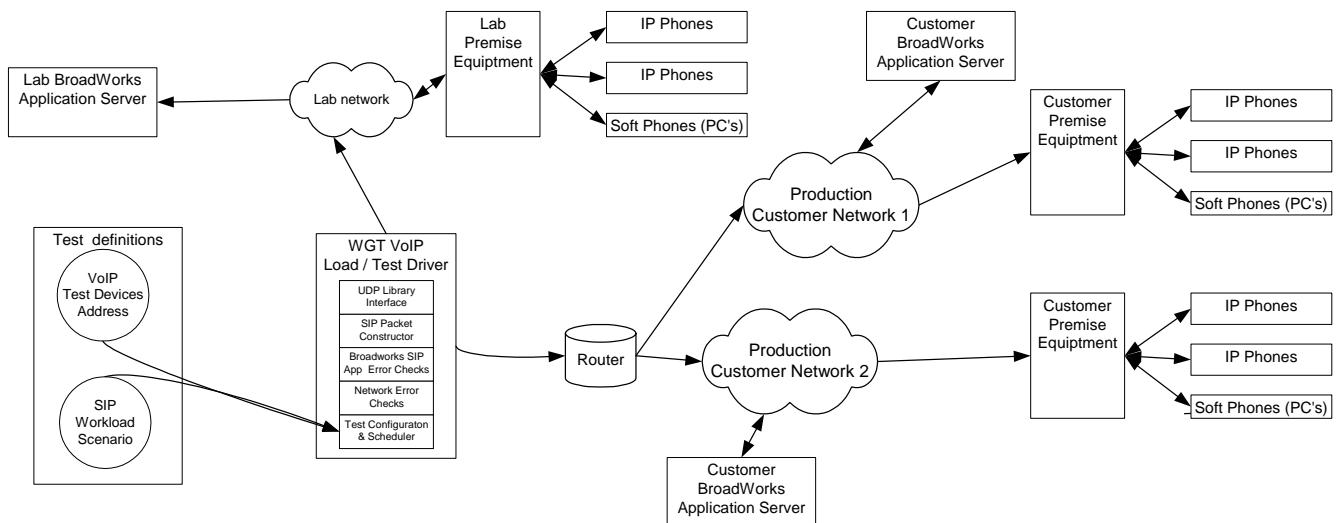 Lab BroadWorks
Application Server
Lab network
Lab
Premise
Equiptment
IP Phones
IP Phones
Soft Phones (PC's)
Customer
BroadWorks
Application Server
Customer
Premise
Equiptment
IP Phones
IP Phones
Soft Phones (PC's)
Production
Customer Network 1
Test definitions
VoIP
Test Devices
Address
SIP
Workload
Scenario
WGT VoIP
Load / Test Driver
UDP Library
Interface
SIP Packet
Constructor
Broadworks SIP
App Error Checks
Network Error
Checks
Test Configuraton
& Scheduler
Router
Production
Customer Network 2
Customer
Premise
Equiptment
IP Phones
IP Phones
Soft Phones (PC's)
Customer
BroadWorks
Application Server